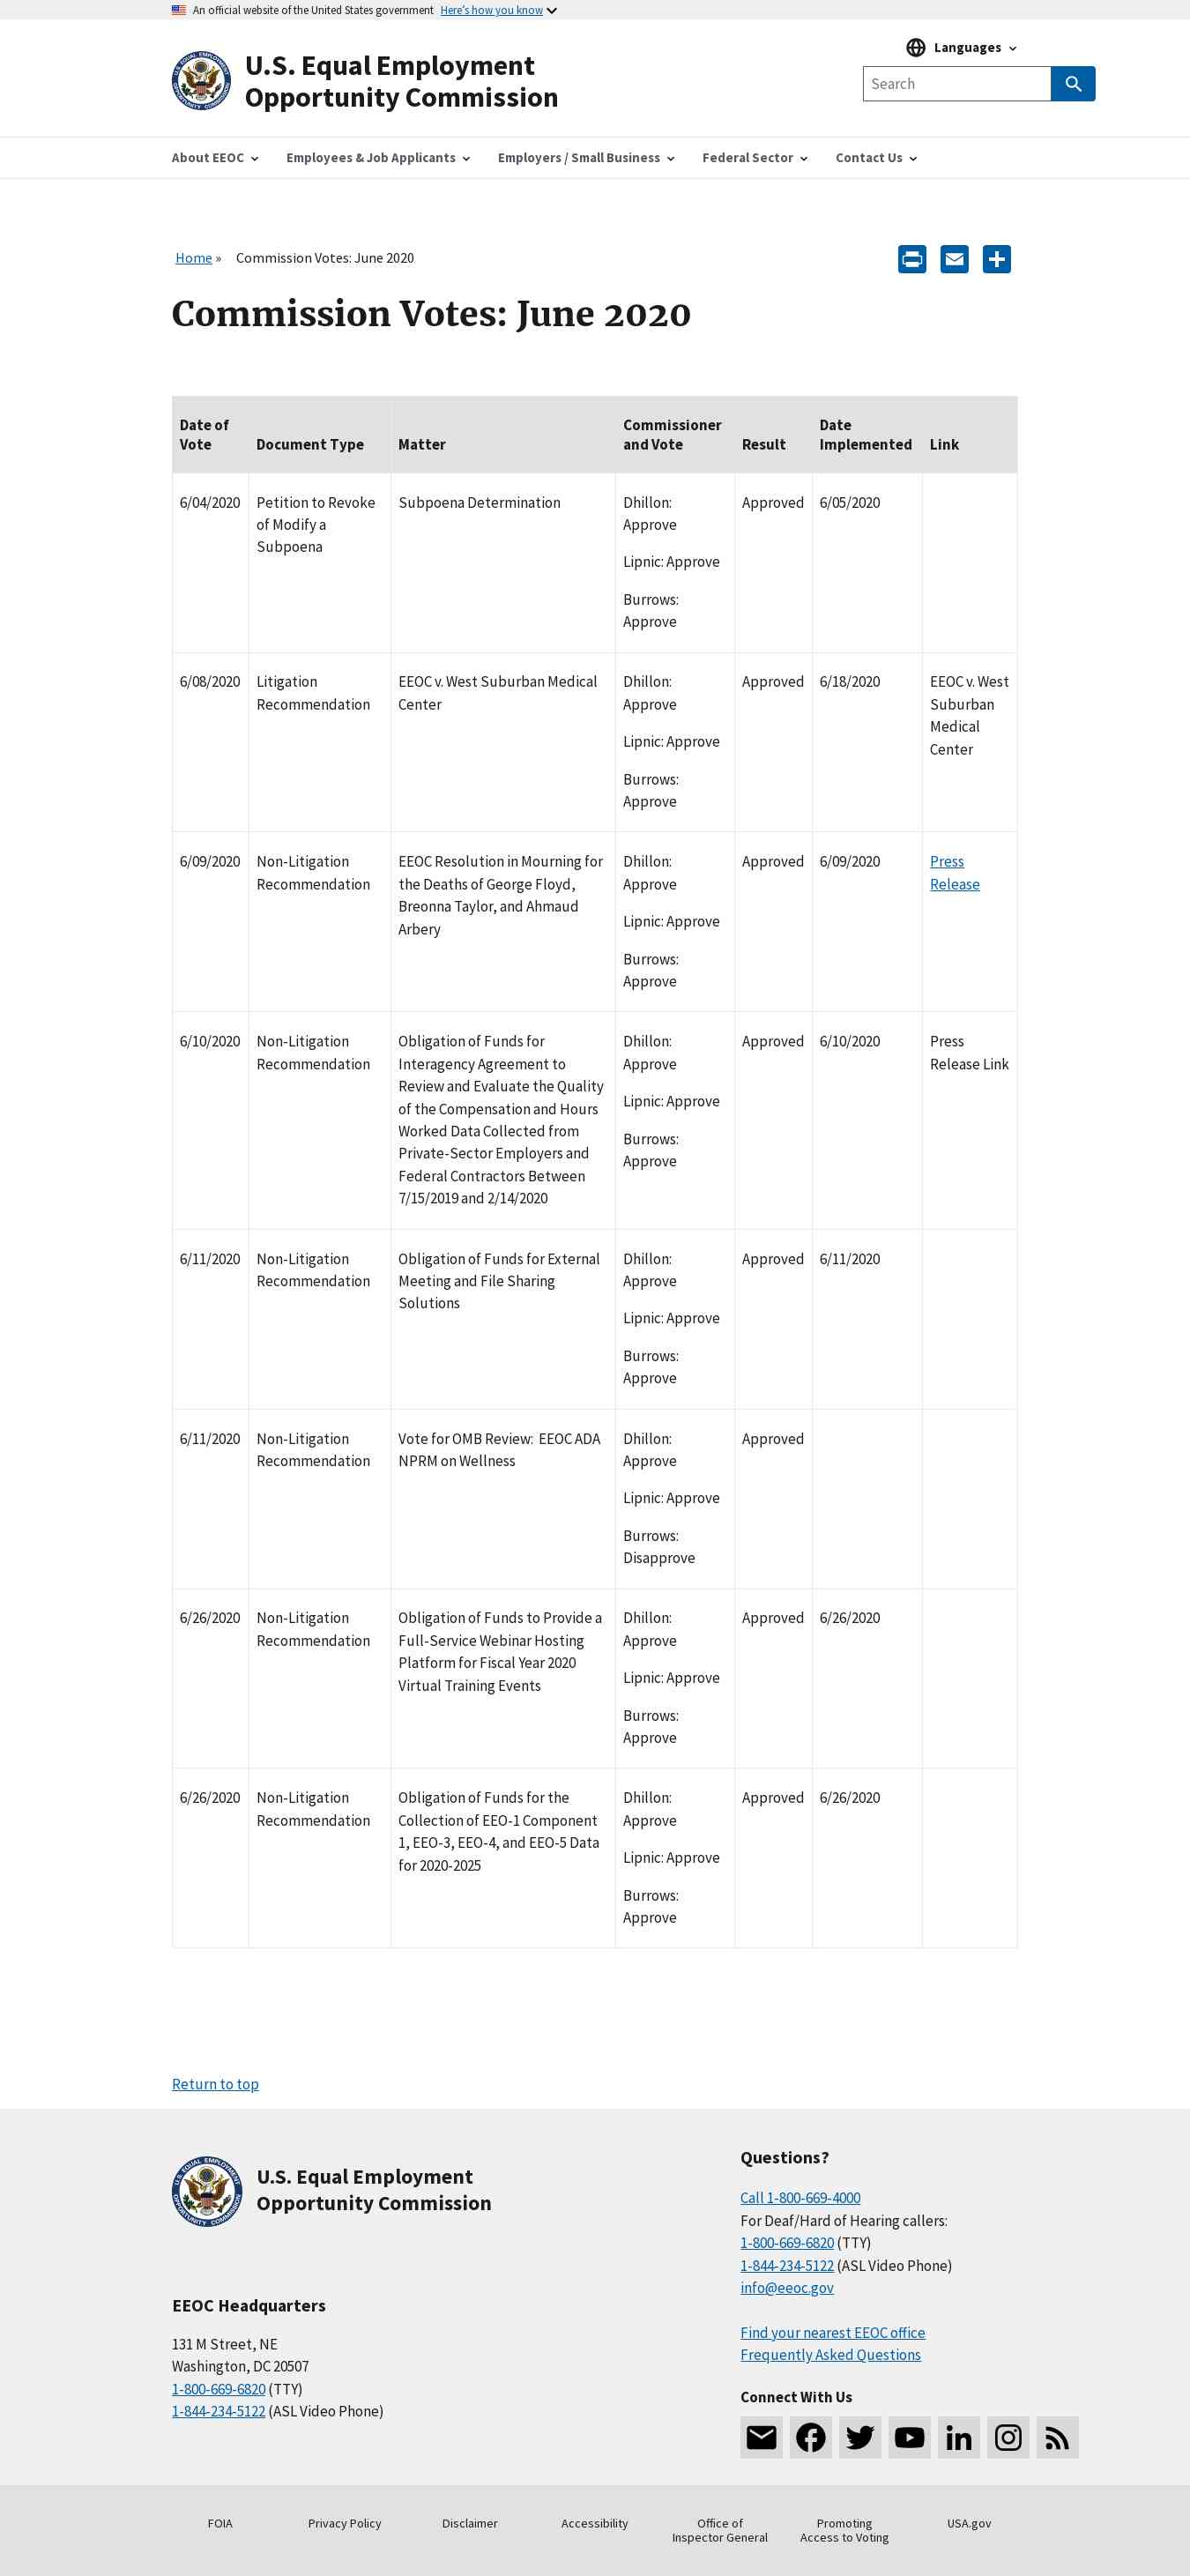 An official website of the United States government Here's how you know
U.S. Equal Employment
Opportunity Commission
Languages
Search
About EEOC Employees & Job Applicants Employers / Small Business Federal Sector Contact Us
Home » Commission Votes: June 2020
Commission Votes: June 2020
Date of Vote Document Type Matter Commissioner and Vote Result Date Implemented Link
6/04/2020 Petition to Revoke Subpoena Determination Dhillon: Approved 6/05/2020
of Modify a Approve
Subpoena
Lipnic: Approve
Burrows:
Approve
6/08/2020 Litigation EEOC v. West Suburban Medical Dhillon: Approved 6/18/2020 EEOC v. West
Recommendation Center Approve Suburban
Medical
Lipnic: Approve
Center
Burrows:
Approve
6/09/2020 Non-Litigation EEOC Resolution in Mourning for Dhillon: Approved 6/09/2020 Press
Recommendation the Deaths of George Floyd, Approve Release
Breonna Taylor, and Ahmaud
Lipnic: Approve
Arbery
Burrows:
Approve
6/10/2020 Non-Litigation Obligation of Funds for Dhillon: Approved 6/10/2020 Press
Recommendation Interagency Agreement to Approve Release Link
Review and Evaluate the Quality
Lipnic: Approve
of the Compensation and Hours
Worked Data Collected from Burrows:
Private-Sector Employers and Approve
Federal Contractors Between
7/15/2019 and 2/14/2020
6/11/2020 Non-Litigation Obligation of Funds for External Dhillon: Approved 6/11/2020
Recommendation Meeting and File Sharing Approve
Solutions
Lipnic: Approve
Burrows:
Approve
6/11/2020 Non-Litigation Vote for OMB Review: EEOC ADA Dhillon: Approved
Recommendation NPRM on Wellness Approve
Lipnic: Approve
Burrows:
Disapprove
6/26/2020 Non-Litigation Obligation of Funds to Provide a Dhillon: Approved 6/26/2020
Recommendation Full-Service Webinar Hosting Approve
Platform for Fiscal Year 2020
Lipnic: Approve
Virtual Training Events
Burrows:
Approve
6/26/2020 Non-Litigation Obligation of Funds for the Dhillon: Approved 6/26/2020
Recommendation Collection of EEO-1 Component Approve
1, EEO-3, EEO-4, and EEO-5 Data
Lipnic: Approve
for 2020-2025
Burrows:
Approve
Return to top
U.S. Equal Employment
Opportunity Commission
EEOC Headquarters
131 M Street, NE
Washington, DC 20507
1-800-669-6820 (TTY)
1-844-234-5122 (ASL Video Phone)
Questions?
Call 1-800-669-4000
For Deaf/Hard of Hearing callers:
1-800-669-6820 (TTY)
1-844-234-5122 (ASL Video Phone)
info@eeoc.gov
Find your nearest EEOC office
Frequently Asked Questions
Connect With Us
FOIA Privacy Policy Disclaimer Accessibility Office of Inspector General Promoting Access to Voting USA.gov